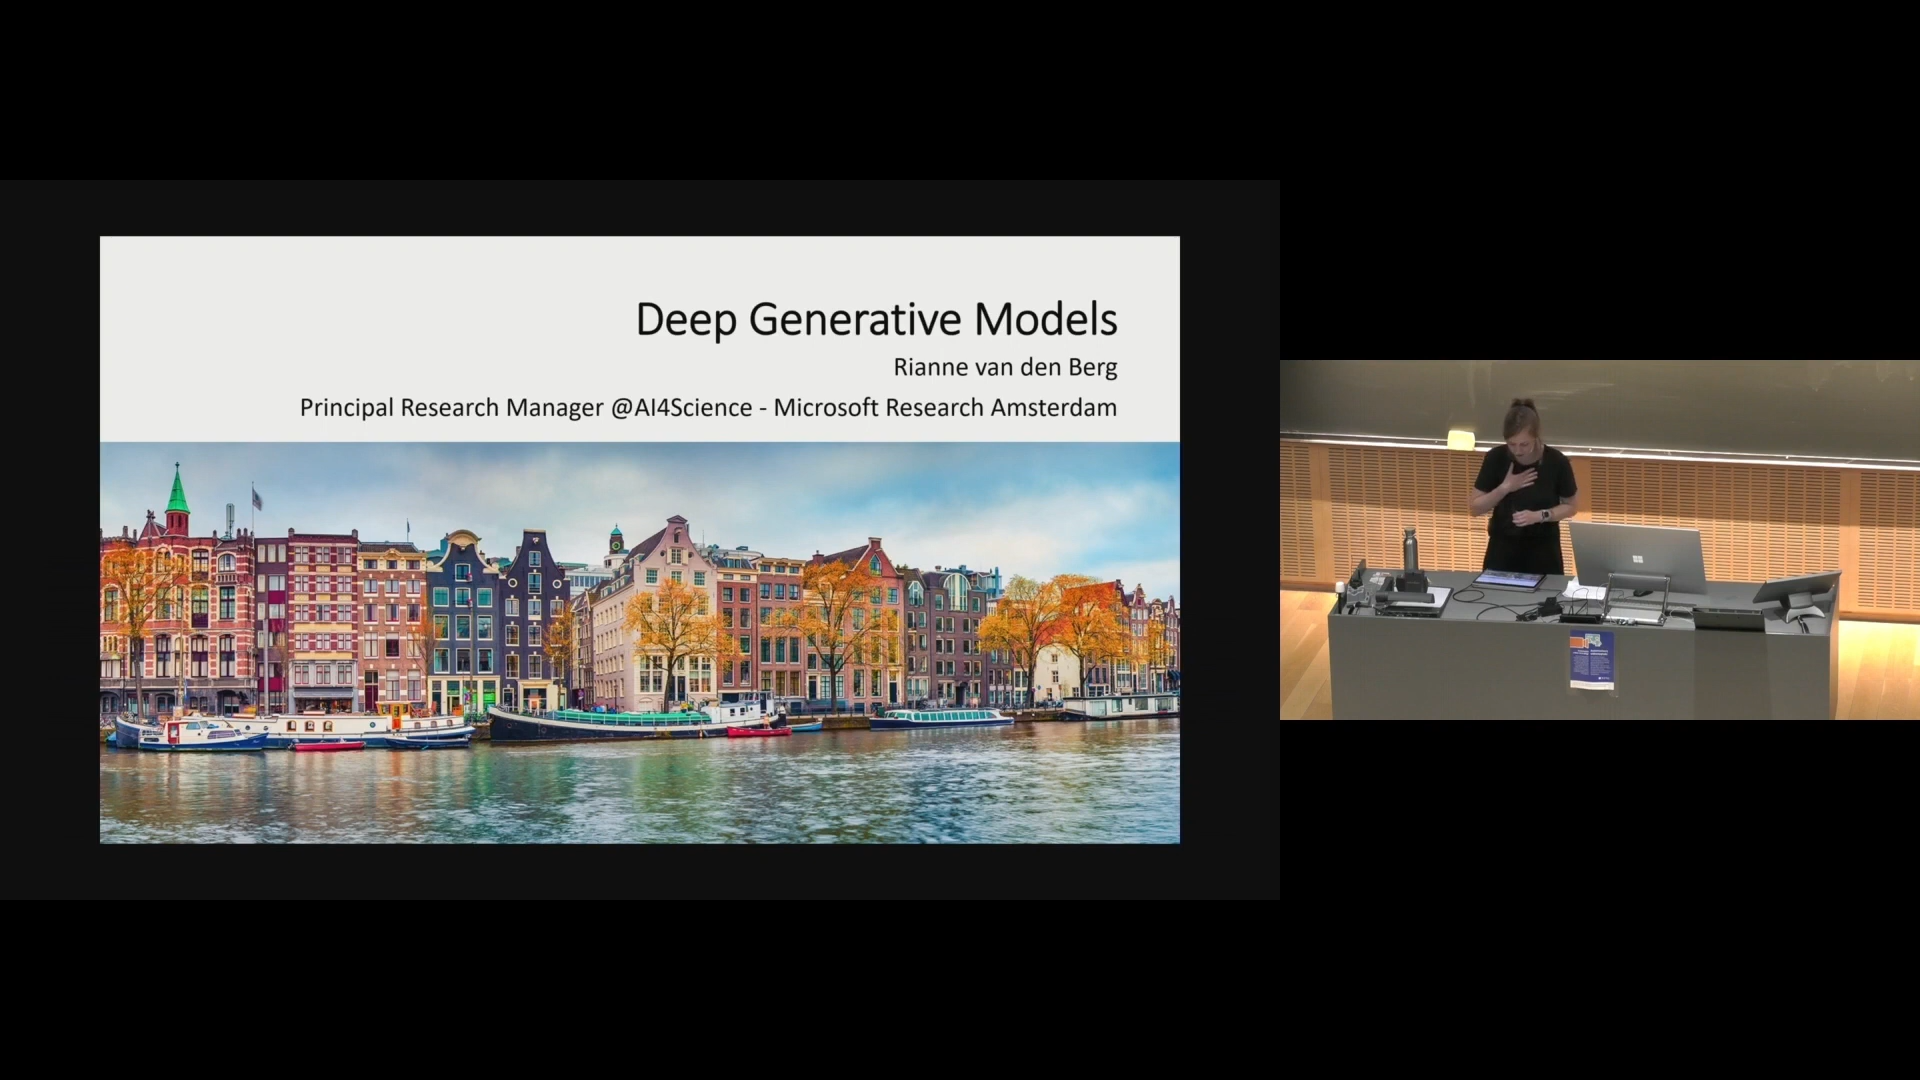 Deep Generative Models
Rianne van den Berg
Principal Research Manager @AI4Science - Microsoft Research Amsterdam